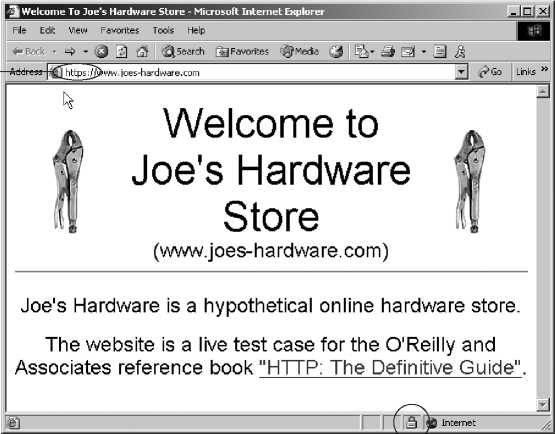 Welcome To Joe's Hardware Store - Microsoft Internet Explorer
File Edit View Favorites Tools Help
Back Search Favorites Media
Address https://www.joes-hardware.com Go Links »
Welcome to
Joe's Hardware
Store
(www.joes-hardware.com)
Joe's Hardware is a hypothetical online hardware store.
The website is a live test case for the O'Reilly and
Associates reference book "HTTP: The Definitive Guide".
Internet